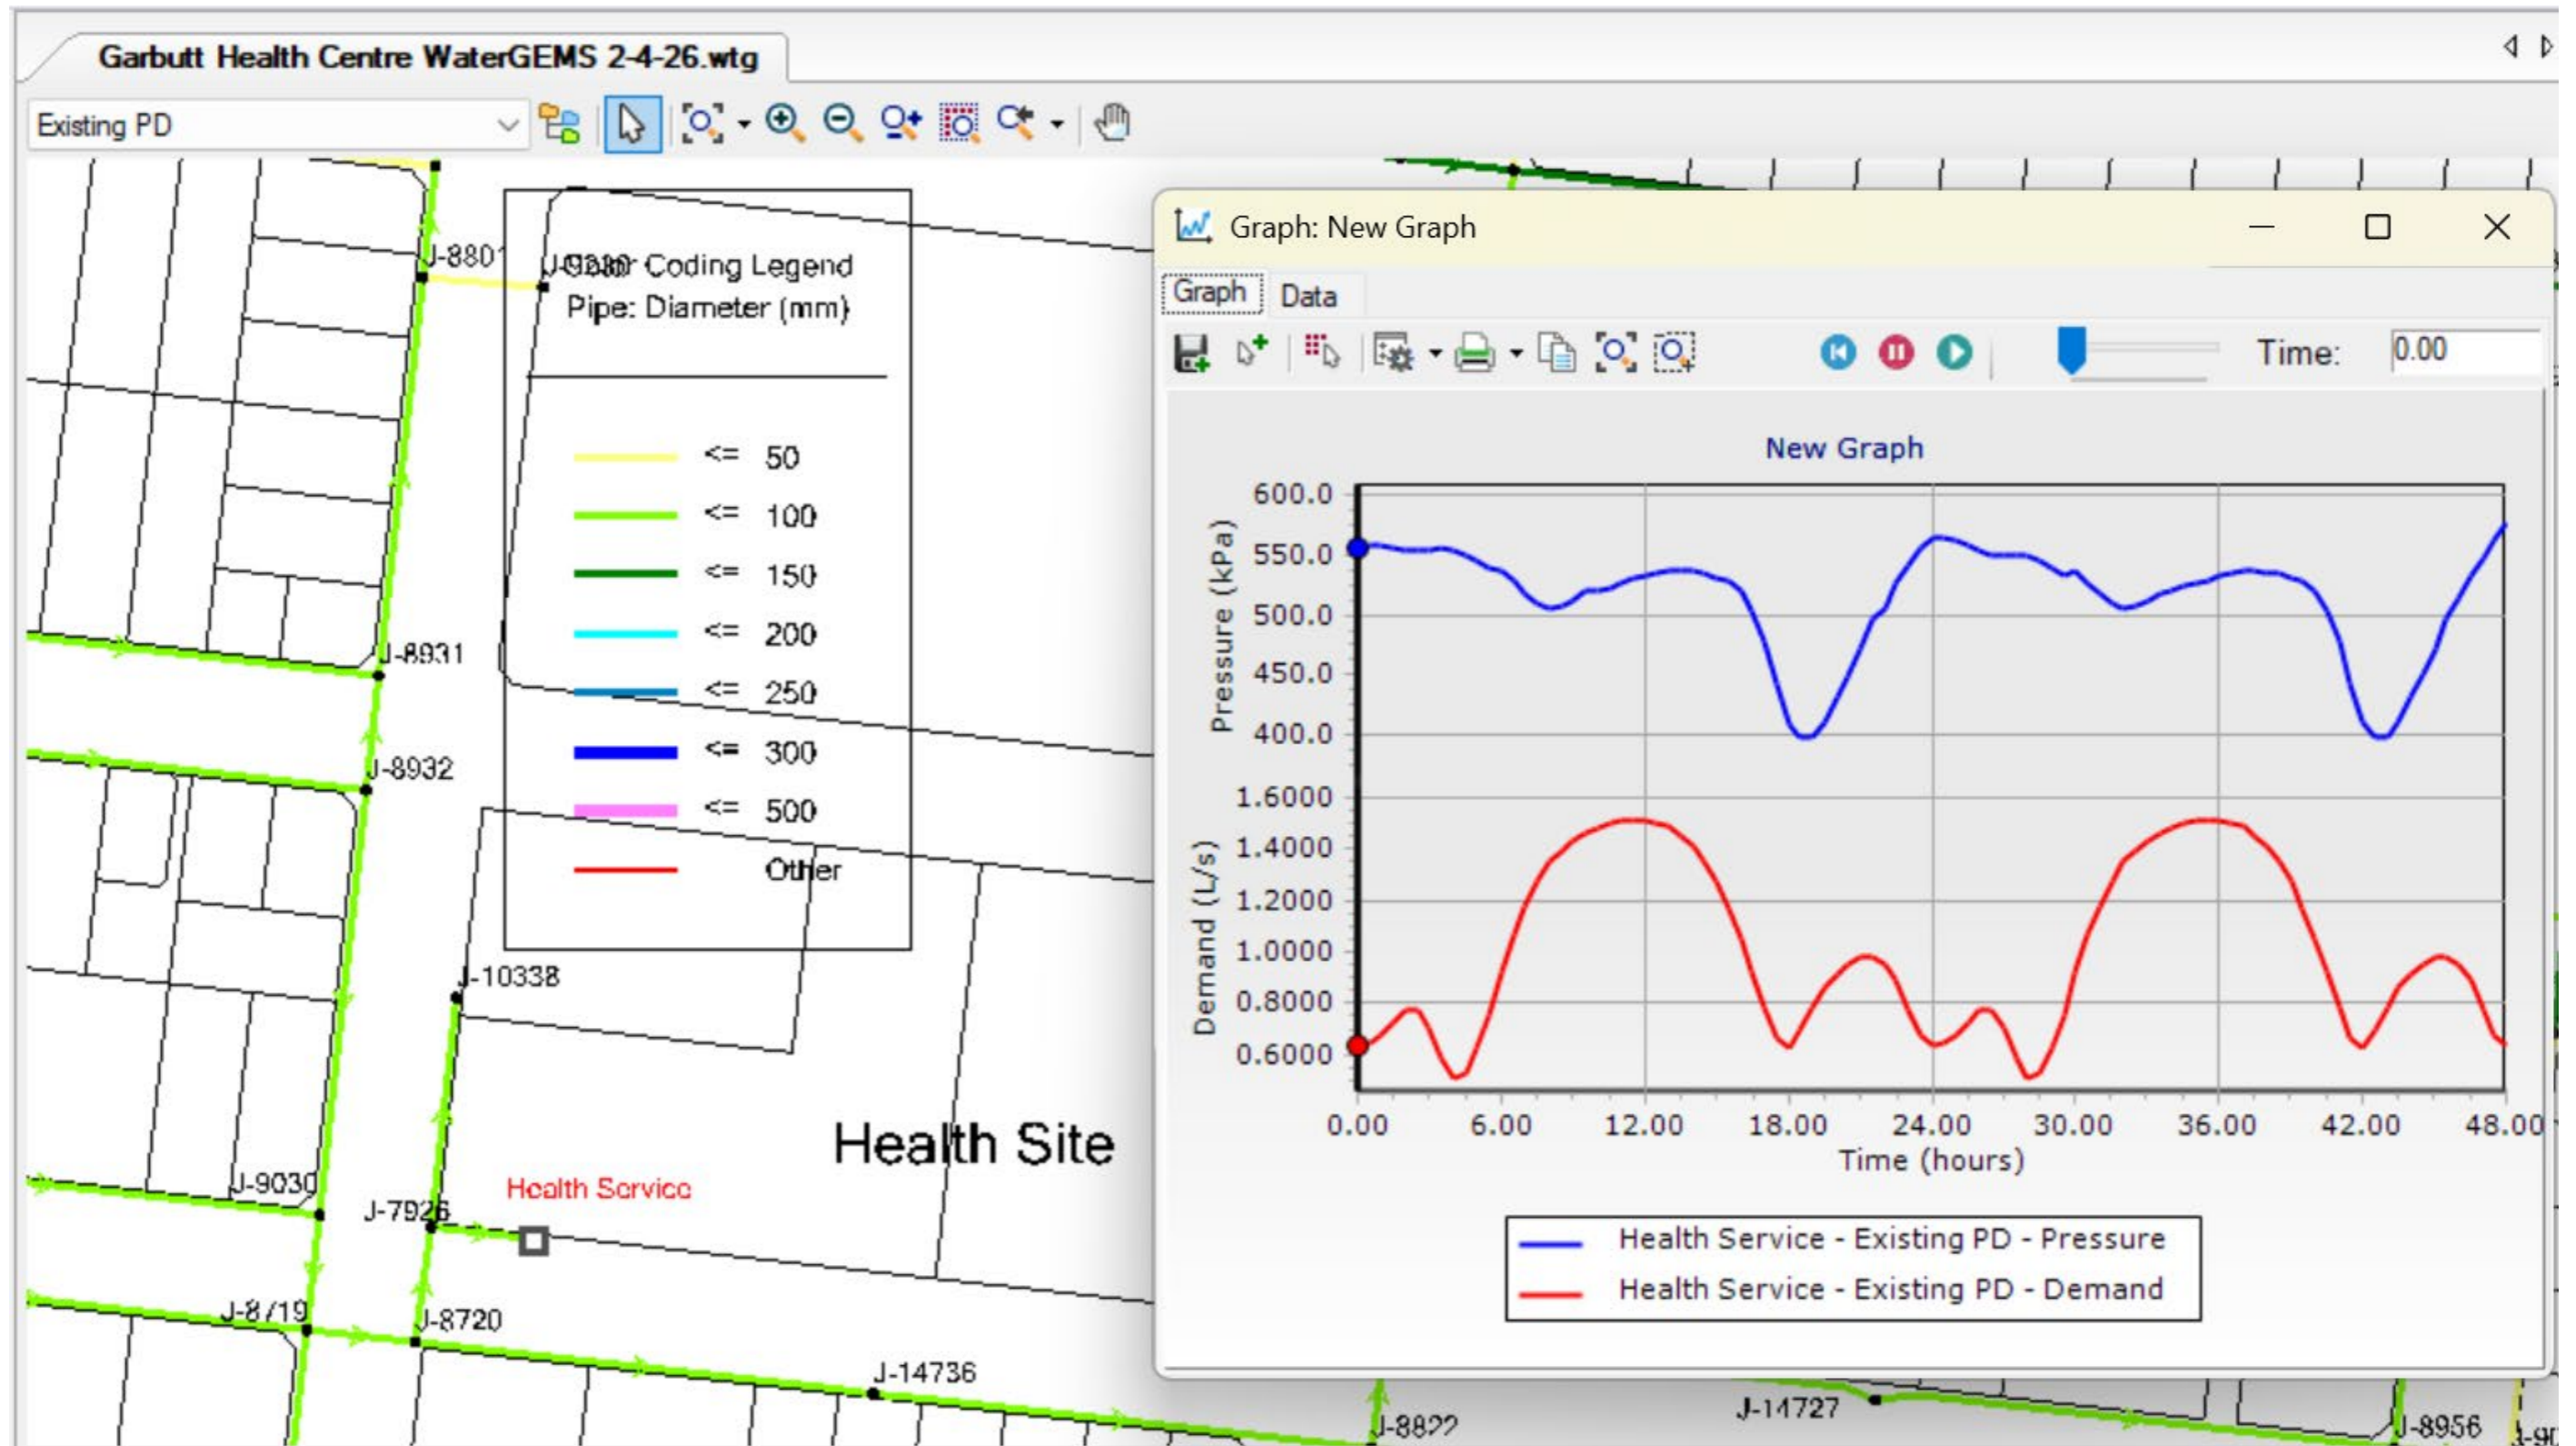 Garbutt Health Centre WaterGEMS 2-4-26.wtg
Existing PD
J-8801
Color Coding Legend
Pipe: Diameter (mm)
<= 50
<= 100
<= 150
<= 200
<= 250
<= 300
<= 500
Other
J-8931
J-8932
J-10338
Health Site
Health Service
J-9030
J-7926
J-8719
J-8720
J-14736
J-8822
J-14727
J-8956
Graph: New Graph
Graph
Data
Time:
0.00
New Graph
Pressure (kPa)
600.0
550.0
500.0
450.0
400.0
Demand (L/s)
1.6000
1.4000
1.2000
1.0000
0.8000
0.6000
0.00 6.00 12.00 18.00 24.00 30.00 36.00 42.00 48.00
Time (hours)
Health Service - Existing PD - Pressure
Health Service - Existing PD - Demand